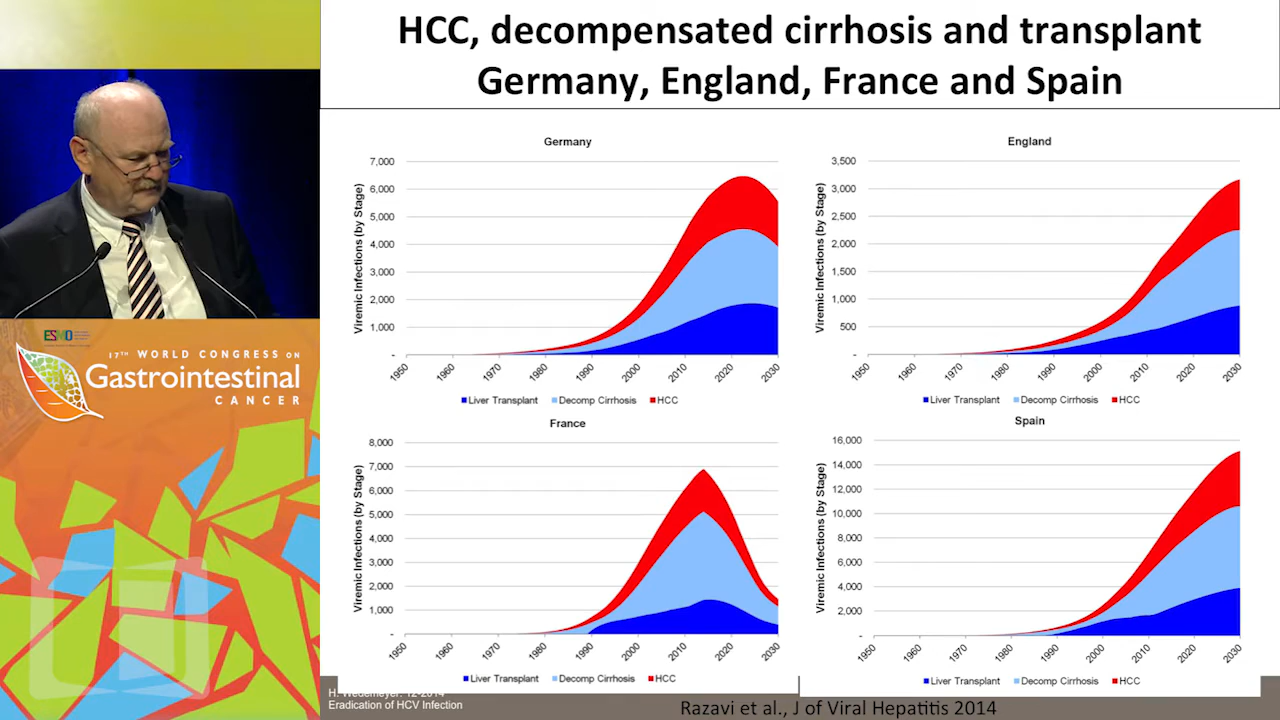 HCC, decompensated cirrhosis and transplant
Germany, England, France and Spain
ESMO
17TH WORLD CONGRESS ON
Gastrointestinal
CANCER
Germany
Viremic Infections (by Stage)
7,000
6,000
5,000
4,000
3,000
2,000
1,000
-
1950 1960 1970 1980 1990 2000 2010 2020 2030
Liver Transplant Decomp Cirrhosis HCC
England
Viremic Infections (by Stage)
3,500
3,000
2,500
2,000
1,500
1,000
500
-
1950 1960 1970 1980 1990 2000 2010 2020 2030
Liver Transplant Decomp Cirrhosis HCC
France
Viremic Infections (by Stage)
8,000
7,000
6,000
5,000
4,000
3,000
2,000
1,000
-
1950 1960 1970 1980 1990 2000 2010 2020 2030
Liver Transplant Decomp Cirrhosis HCC
Spain
Viremic Infections (by Stage)
16,000
14,000
12,000
10,000
8,000
6,000
4,000
2,000
-
1950 1960 1970 1980 1990 2000 2010 2020 2030
Liver Transplant Decomp Cirrhosis HCC
H. Wedemeyer. 12-2014
Eradication of HCV Infection
Razavi et al., J of Viral Hepatitis 2014